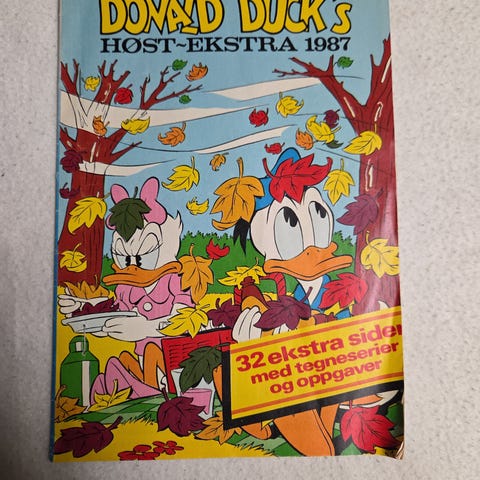 DONALD DUCK'S
HØST~EKSTRA 1987
32 ekstra sider
med tegneserier
og oppgaver